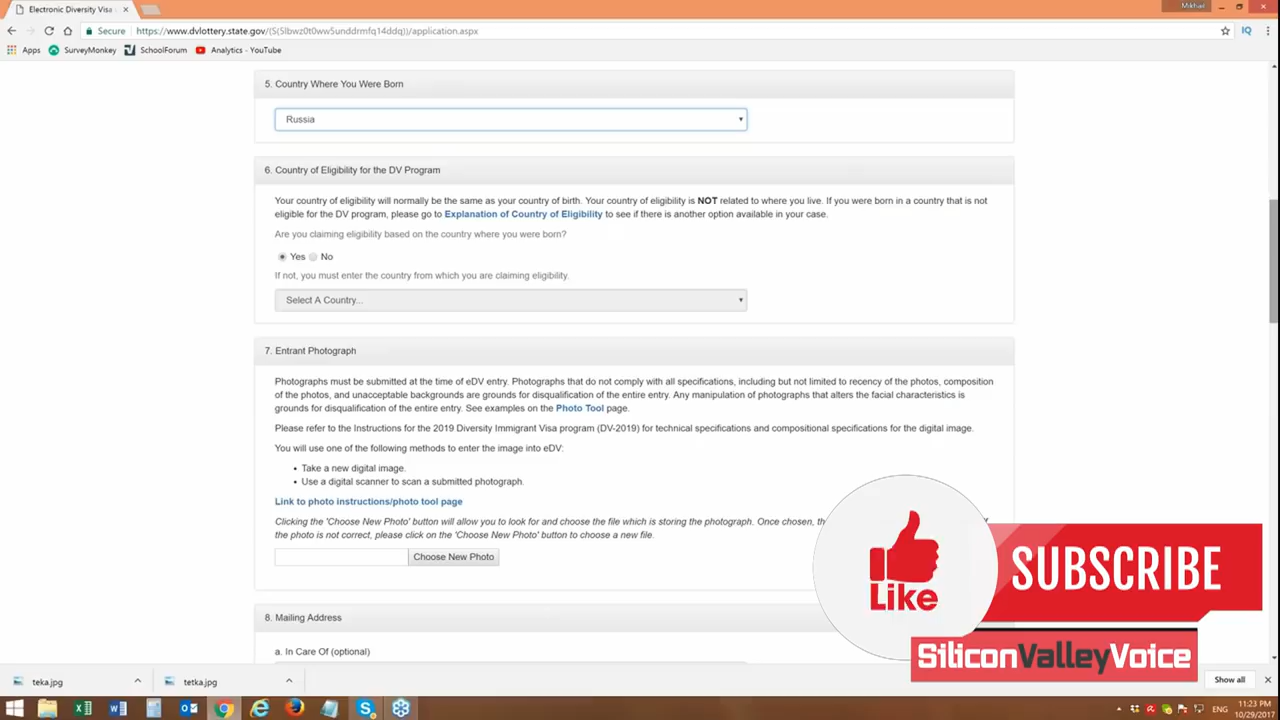 Mikhail
Electronic Diversity Visa
Secure https://www.dvlottery.state.gov/(S(5lbwz0t0ww5unddrmfq14ddq))/application.aspx
Apps SurveyMonkey SchoolForum Analytics - YouTube
5. Country Where You Were Born
Russia
6. Country of Eligibility for the DV Program
Your country of eligibility will normally be the same as your country of birth. Your country of eligibility is NOT related to where you live. If you were born in a country that is not
eligible for the DV program, please go to Explanation of Country of Eligibility to see if there is another option available in your case.
Are you claiming eligibility based on the country where you were born?
Yes No
If not, you must enter the country from which you are claiming eligibility.
Select A Country...
7. Entrant Photograph
Photographs must be submitted at the time of eDV entry. Photographs that do not comply with all specifications, including but not limited to recency of the photos, composition
of the photos, and unacceptable backgrounds are grounds for disqualification of the entire entry. Any manipulation of photographs that alters the facial characteristics is
grounds for disqualification of the entire entry. See examples on the Photo Tool page.
Please refer to the Instructions for the 2019 Diversity Immigrant Visa program (DV-2019) for technical specifications and compositional specifications for the digital image.
You will use one of the following methods to enter the image into eDV:
• Take a new digital image.
• Use a digital scanner to scan a submitted photograph.
Link to photo instructions/photo tool page
Clicking the 'Choose New Photo' button will allow you to look for and choose the file which is storing the photograph. Once chosen,
the photo is not correct, please click on the 'Choose New Photo' button to choose a new file.
Choose New Photo
Like
SUBSCRIBE
SiliconValleyVoice
8. Mailing Address
a. In Care Of (optional)
teka.jpg tetka.jpg Show all
ENG 11:23 PM
10/29/2017